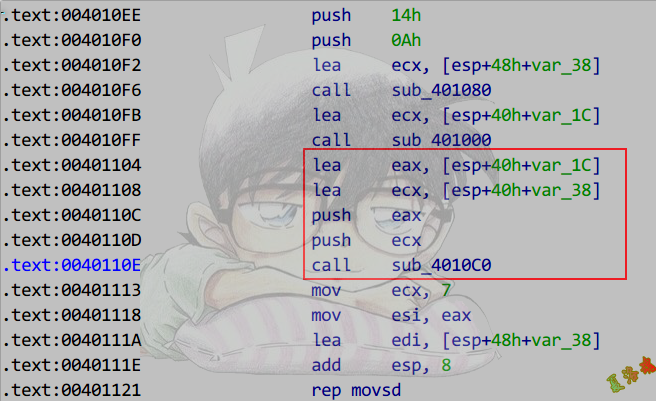 .text:004010EE push 14h
.text:004010F0 push 0Ah
.text:004010F2 lea ecx, [esp+48h+var_38]
.text:004010F6 call sub_401080
.text:004010FB lea ecx, [esp+40h+var_1C]
.text:004010FF call sub_401000
.text:00401104 lea eax, [esp+40h+var_1C]
.text:00401108 lea ecx, [esp+40h+var_38]
.text:0040110C push eax
.text:0040110D push ecx
.text:0040110E call sub_4010C0
.text:00401113 mov ecx, 7
.text:00401118 mov esi, eax
.text:0040111A lea edi, [esp+48h+var_38]
.text:0040111E add esp, 8
.text:00401121 rep movsd